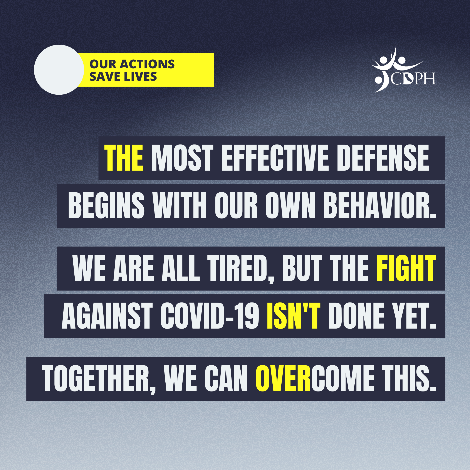 OUR ACTIONS
SAVE LIVES
CDPH
THE MOST EFFECTIVE DEFENSE
BEGINS WITH OUR OWN BEHAVIOR.
WE ARE ALL TIRED, BUT THE FIGHT
AGAINST COVID-19 ISN'T DONE YET.
TOGETHER, WE CAN OVERCOME THIS.